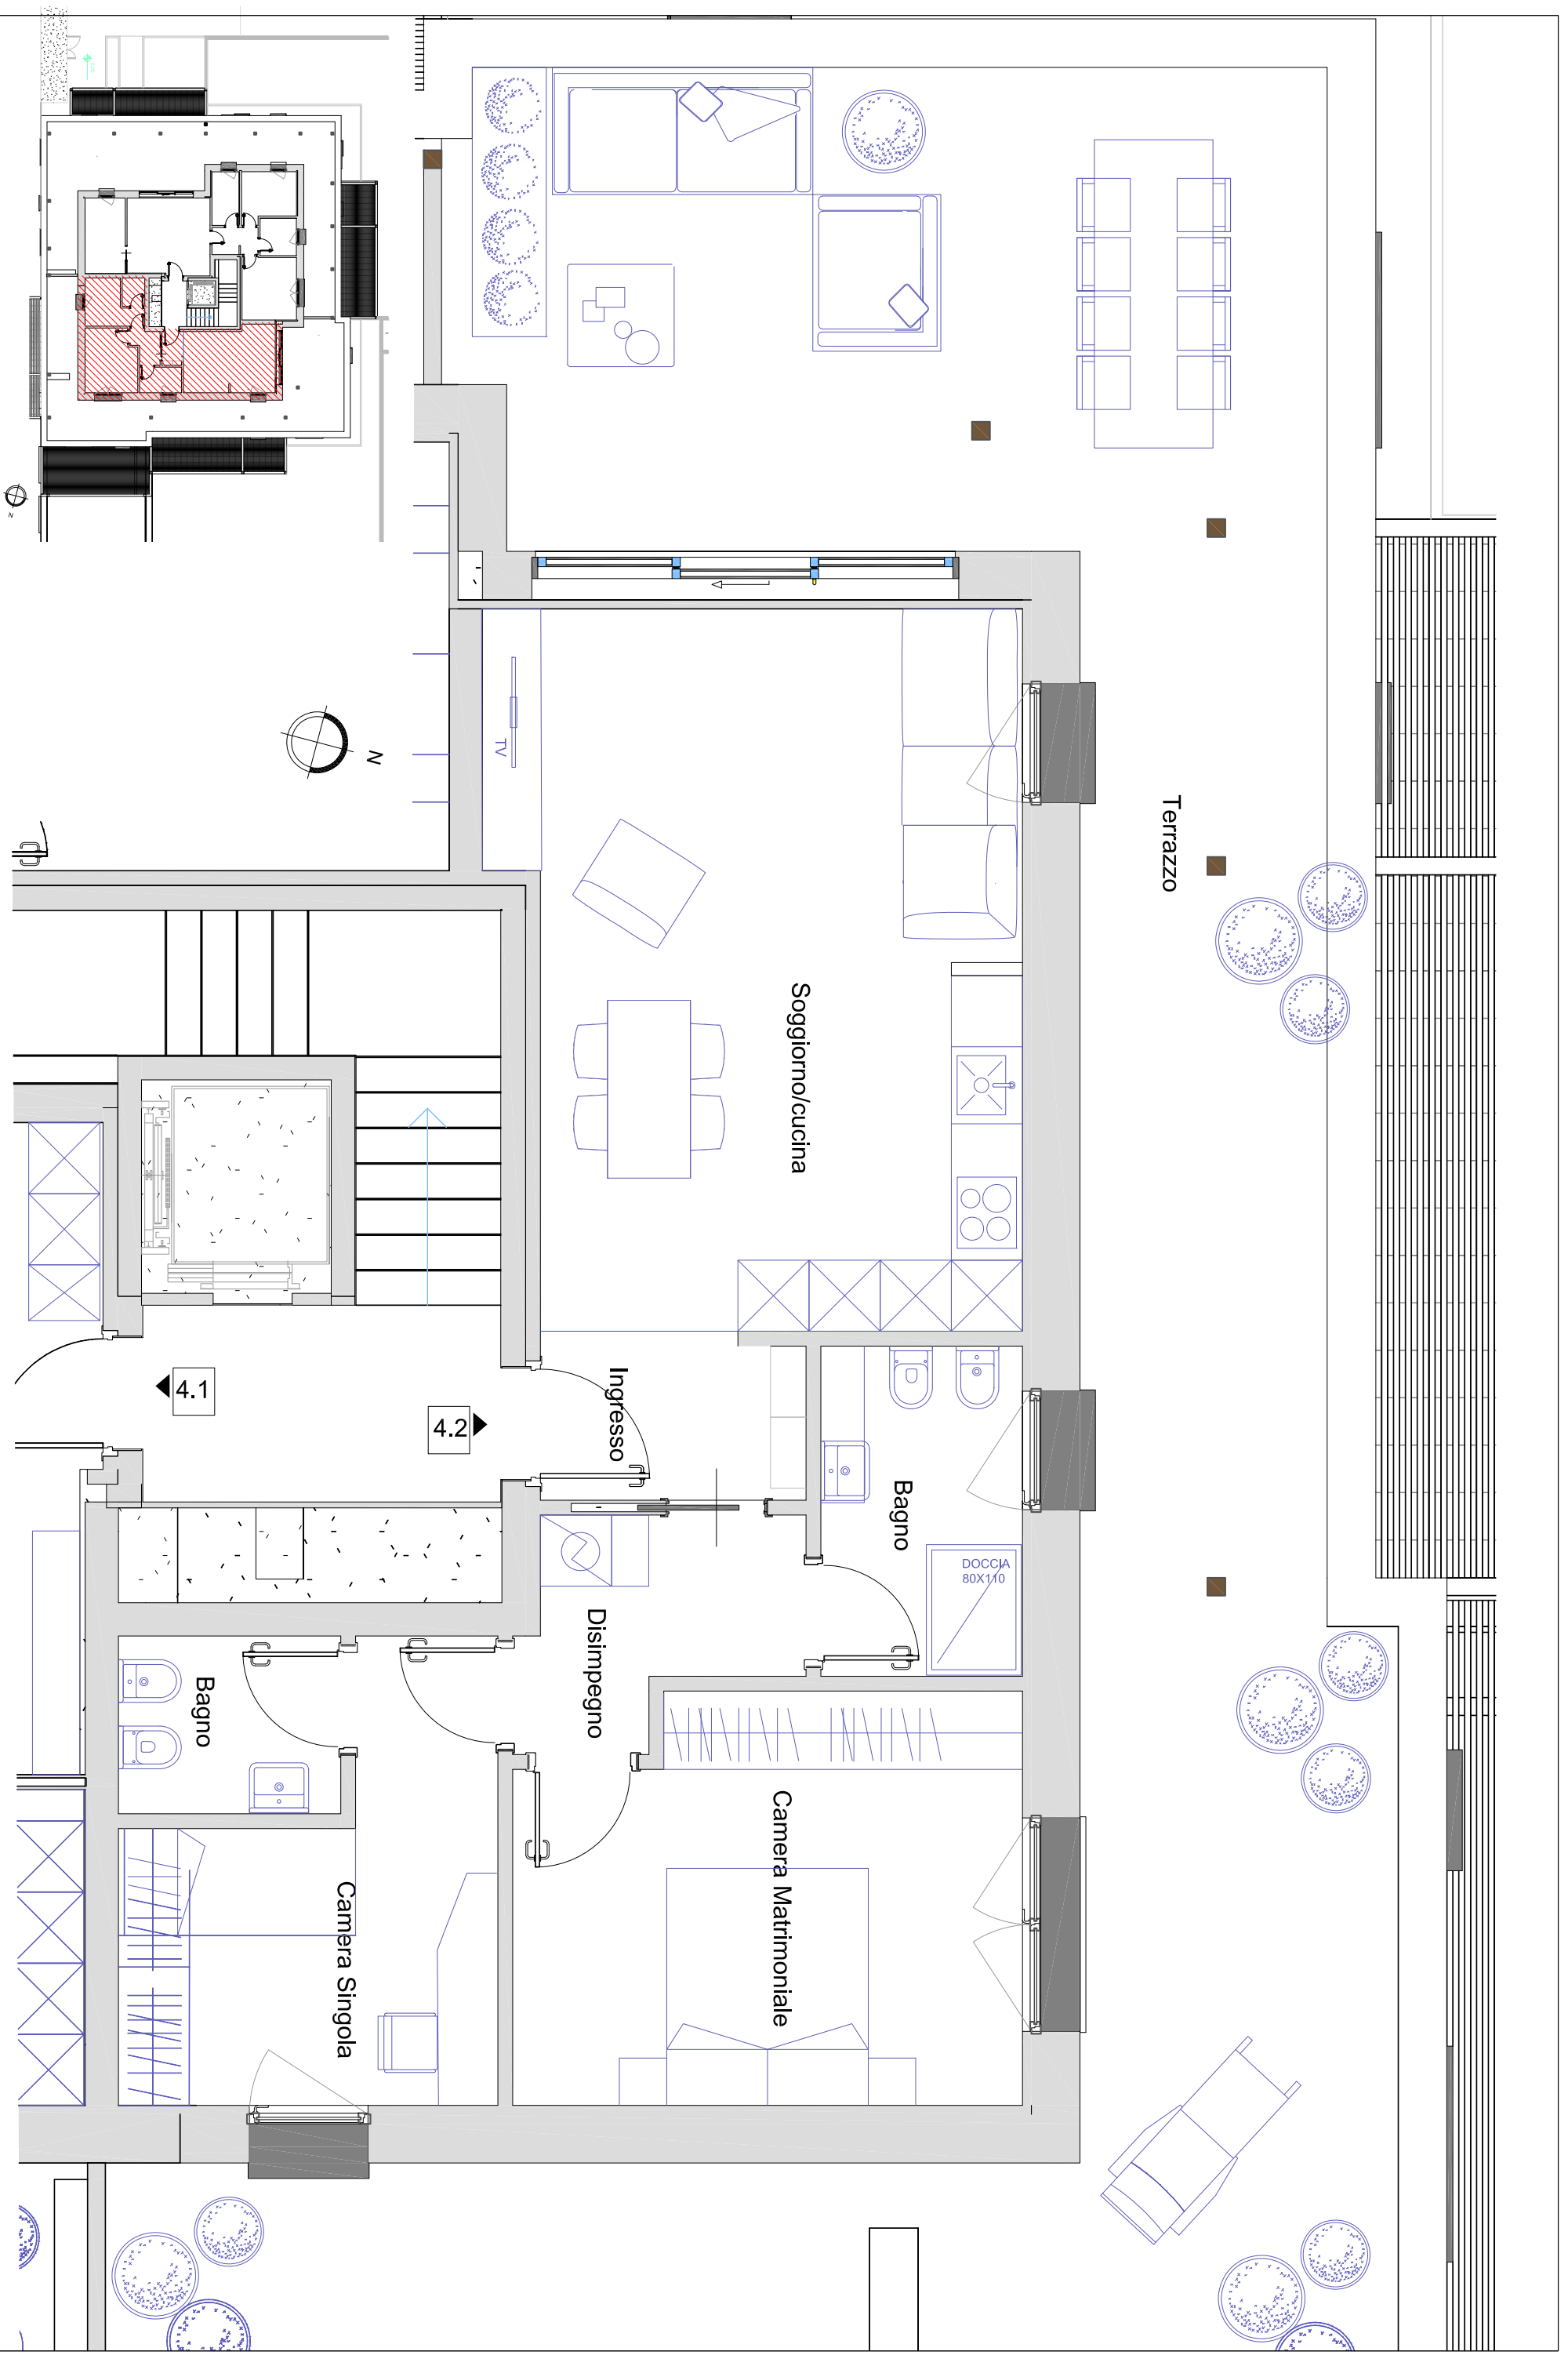 N
N
TV
Terrazzo
Soggiorno/cucina
4.1
4.2
Ingresso
Bagno
DOCCIA
80X110
Disimpegno
Bagno
Camera Matrimoniale
Camera Singola